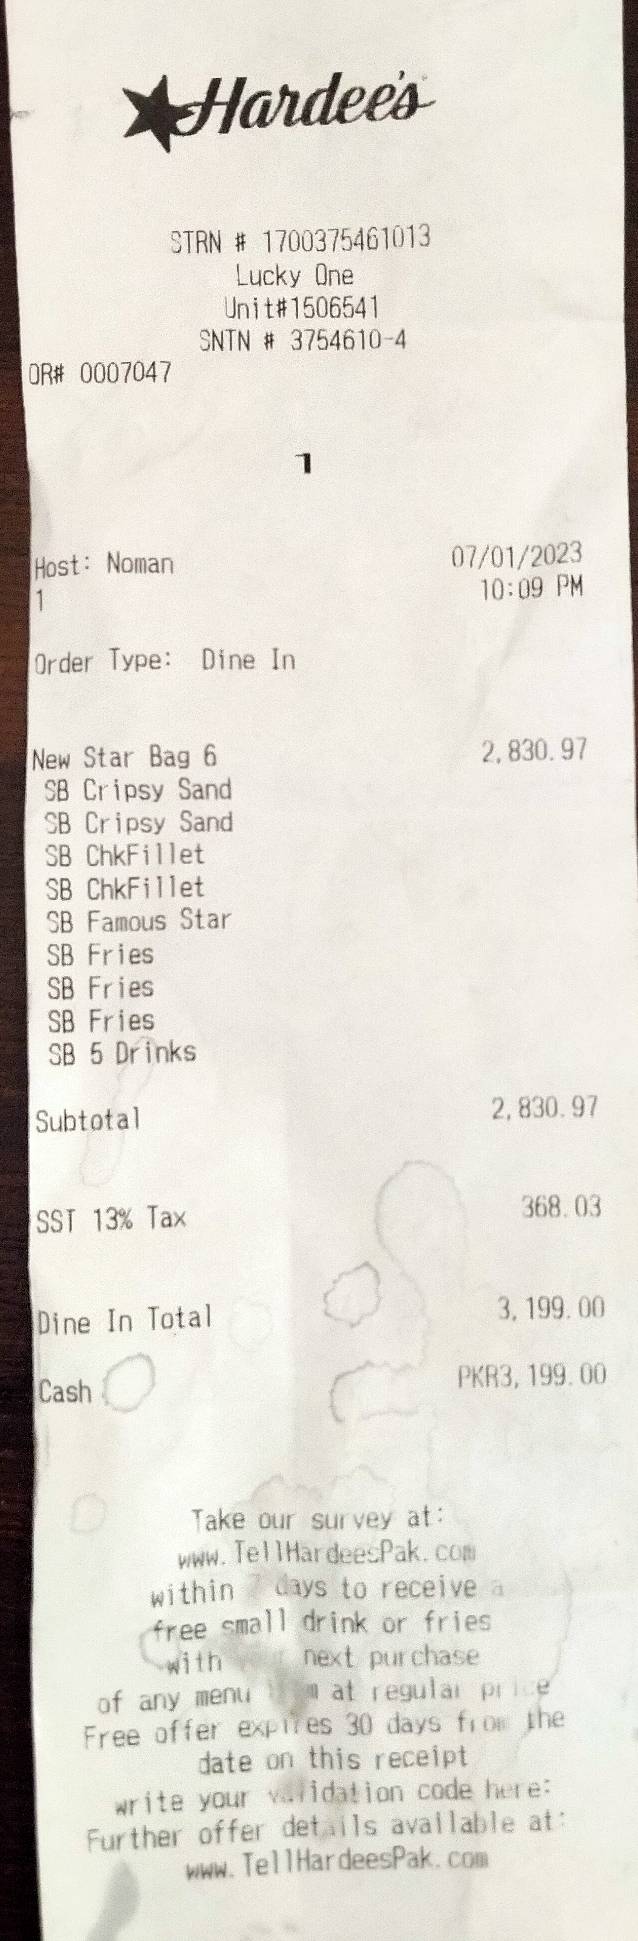 Hardee's
STRN # 1700375461013
Lucky One
Unit#1506541
SNTN # 3754610-4
OR# 0007047
1
Host: Noman 07/01/2023
1 10:09 PM
Order Type: Dine In
New Star Bag 6 2,830.97
SB Cripsy Sand
SB Cripsy Sand
SB ChkFillet
SB ChkFillet
SB Famous Star
SB Fries
SB Fries
SB Fries
SB 5 Drinks
Subtotal 2,830.97
SST 13% Tax 368.03
Dine In Total 3,199.00
Cash PKR3,199.00
Take our survey at:
www.TellHardeesPak.com
within 7 days to receive a
free small drink or fries
with your next purchase
of any menu item at regular price
Free offer expires 30 days from the
date on this receipt
write your validation code here:
Further offer details available at:
www.TellHardeesPak.com